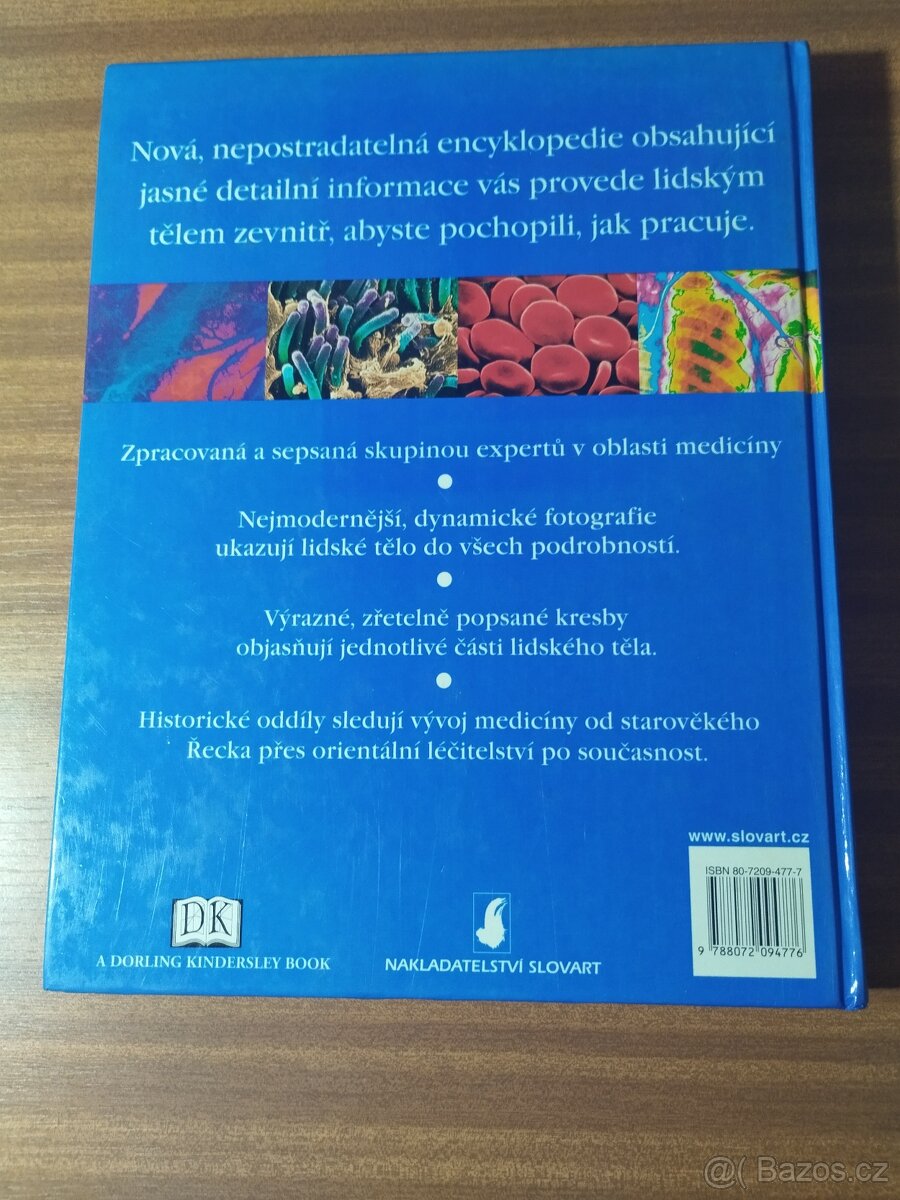 Nová, nepostradatelná encyklopedie obsahující
jasné detailní informace vás provede lidským
tělem zevnitř, abyste pochopili, jak pracuje.
Zpracovaná a sepsaná skupinou expertů v oblasti medicíny
Nejmodernější, dynamické fotografie
ukazují lidské tělo do všech podrobností.
Výrazné, zřetelně popsané kresby
objasňují jednotlivé části lidského těla.
Historické oddíly sledují vývoj medicíny od starověkého
Řecka přes orientální léčitelství po současnost.
www.slovart.cz
ISBN 80-7209-477-7
9 788072 094776
DK
A DORLING KINDERSLEY BOOK
NAKLADATELSTVÍ SLOVART
@( Bazos.cz